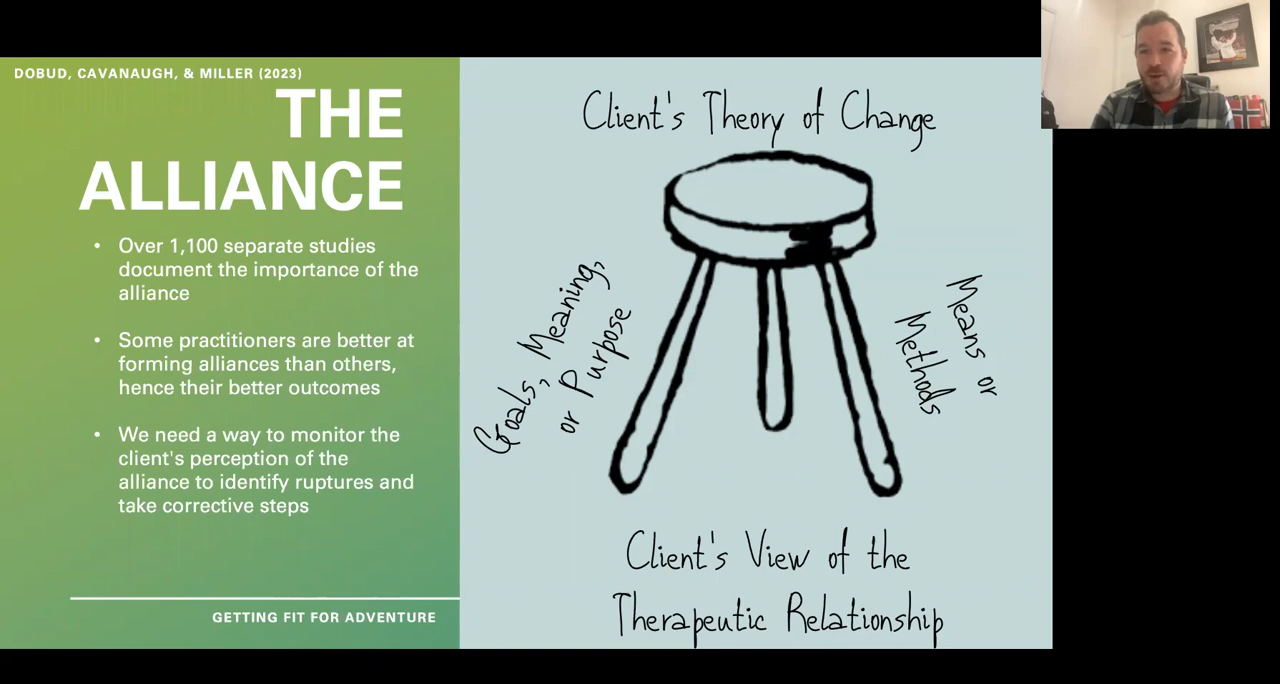 DOBUD, CAVANAUGH, & MILLER (2023)
THE
ALLIANCE
• Over 1,100 separate studies
document the importance of the
alliance
• Some practitioners are better at
forming alliances than others,
hence their better outcomes
• We need a way to monitor the
client's perception of the
alliance to identify ruptures and
take corrective steps
GETTING FIT FOR ADVENTURE
Client's Theory of Change
Goals, Meaning,
or Purpose
Means or
Methods
Client's View of the
Therapeutic Relationship